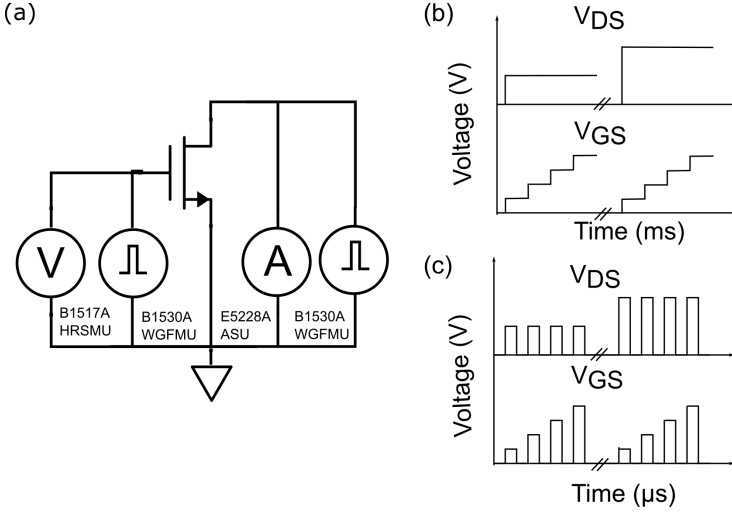 (a)
V
A
B1517A
HRSMU
B1530A
WGFMU
E5228A
ASU
B1530A
WGFMU
(b)
VDS
Voltage (V)
VGS
Time (ms)
(c)
VDS
Voltage (V)
VGS
Time (µs)